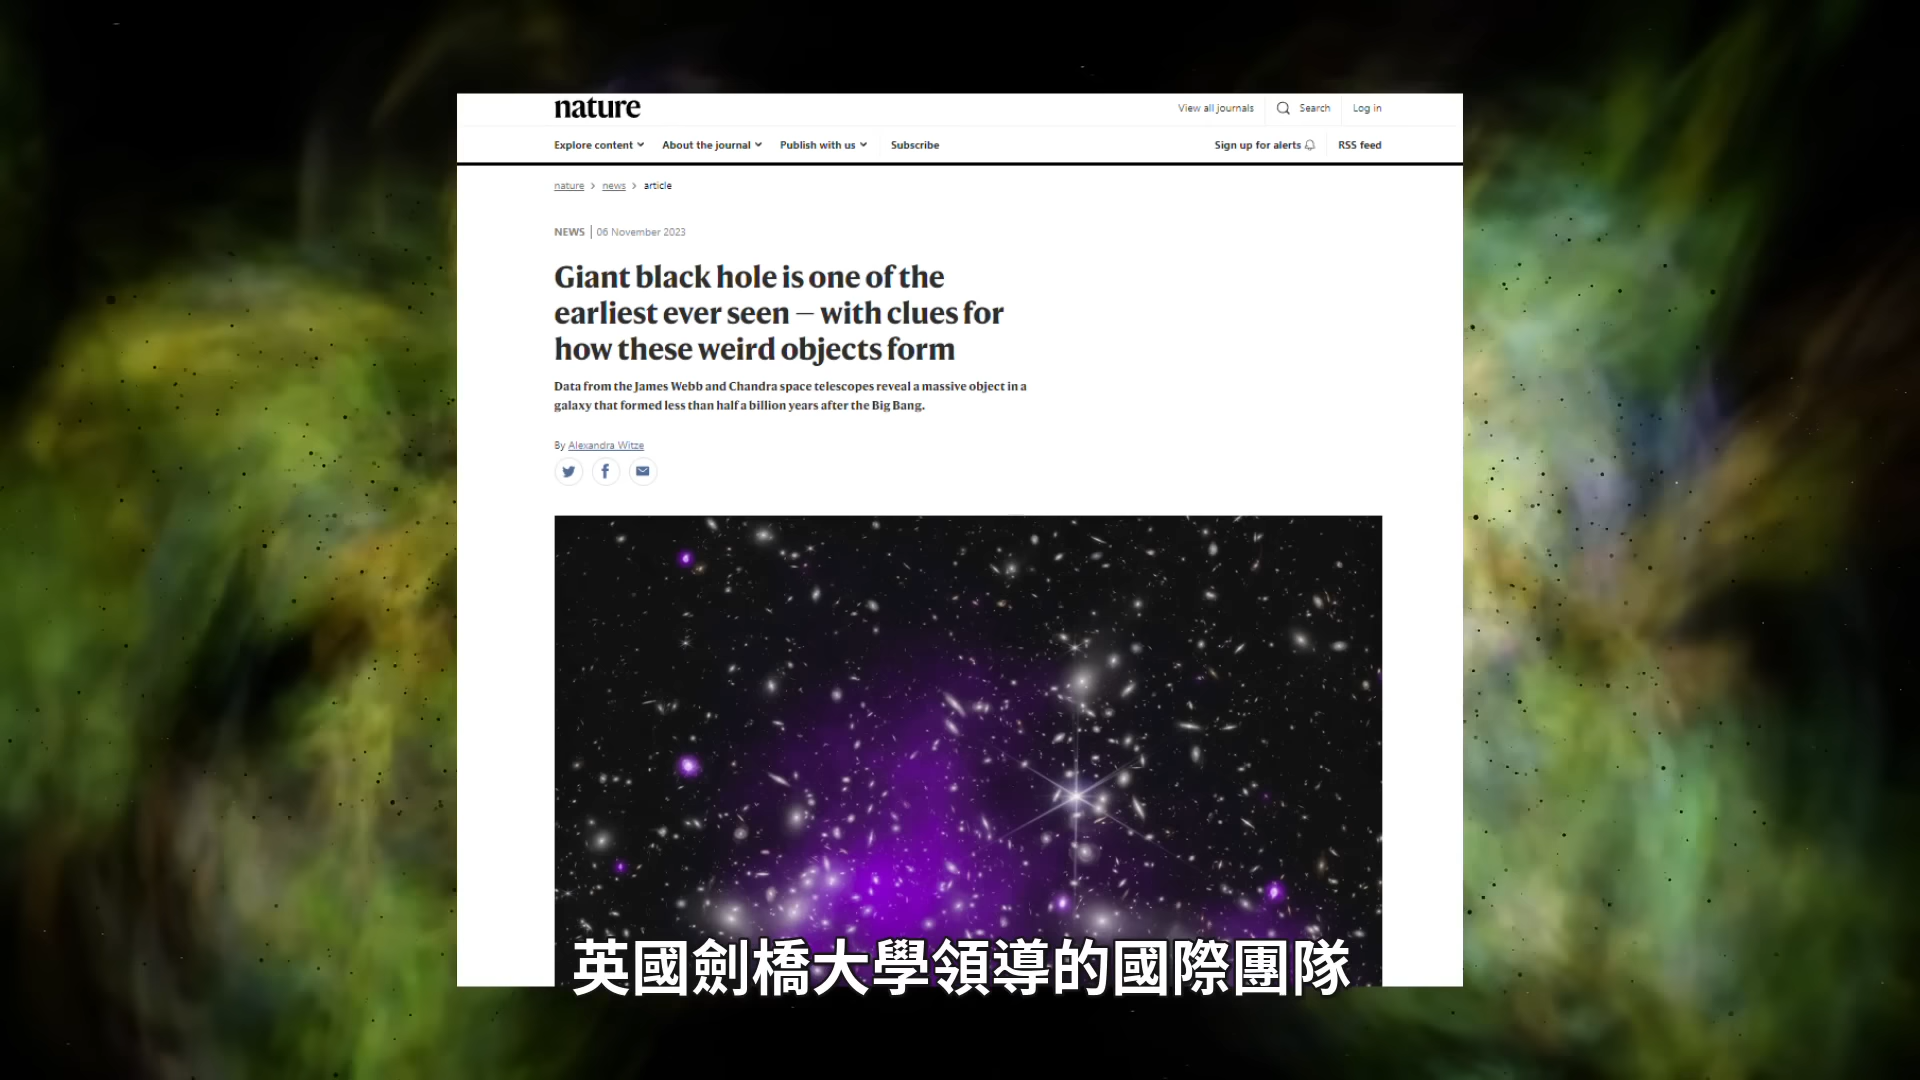 nature
View all journals
Search
Log in
Explore content
About the journal
Publish with us
Subscribe
Sign up for alerts
RSS feed
nature > news > article
NEWS | 06 November 2023
Giant black hole is one of the
earliest ever seen — with clues for
how these weird objects form
Data from the James Webb and Chandra space telescopes reveal a massive object in a
galaxy that formed less than half a billion years after the Big Bang.
By Alexandra Witze
英國劍橋大學領導的國際團隊